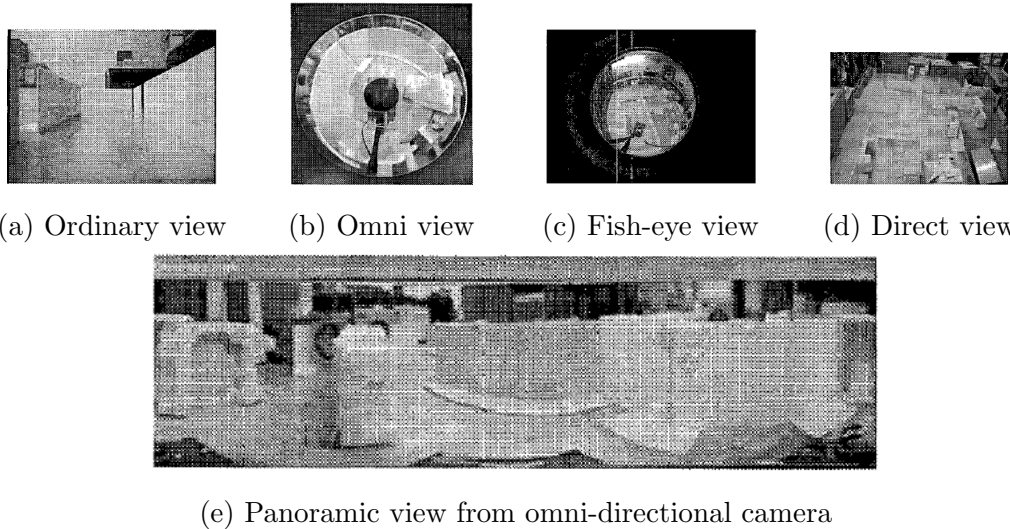 (a) Ordinary view
(b) Omni view
(c) Fish-eye view
(d) Direct view
(e) Panoramic view from omni-directional camera